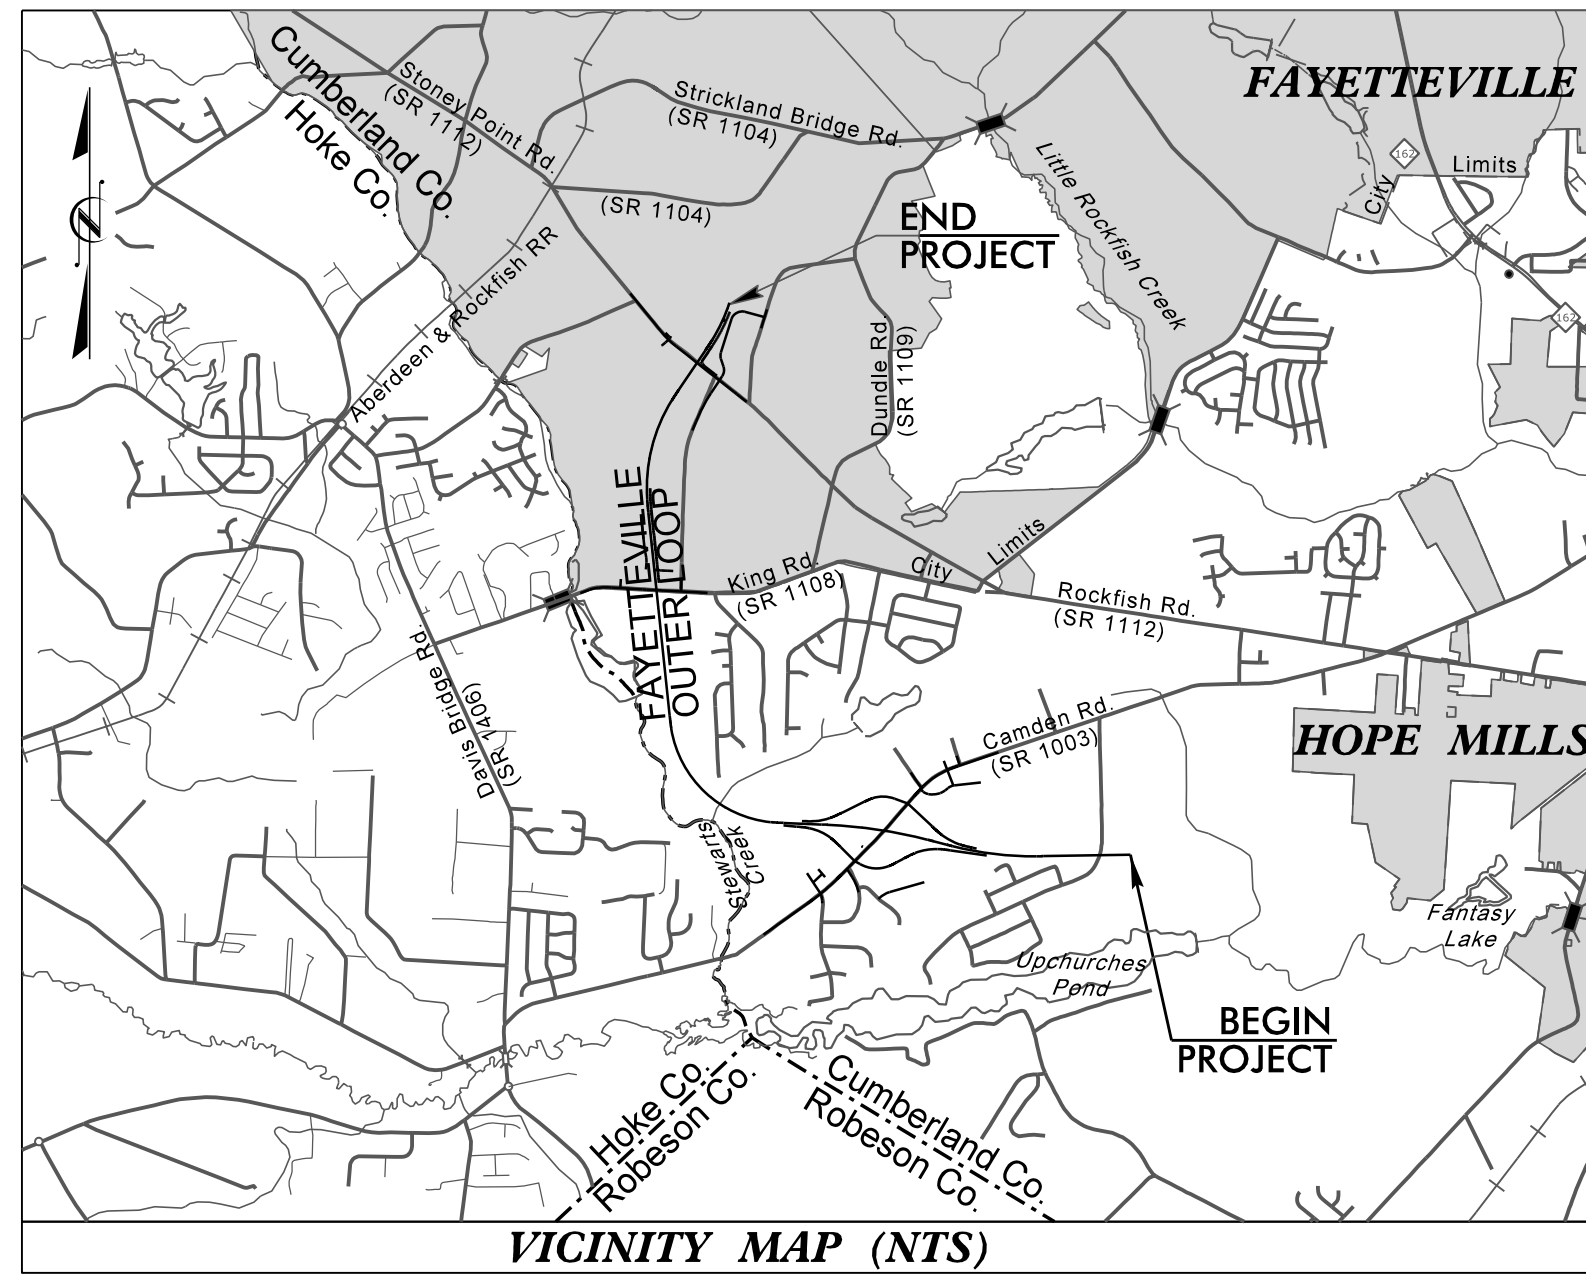 FAYETTEVILLE
Cumberland Co.
Hoke Co.
Stoney Point Rd.
(SR 1112)
Strickland Bridge Rd.
(SR 1104)
(SR 1104)
Little Rockfish Creek
162
City
Limits
162
N
END
PROJECT
Aberdeen & Rockfish RR
Dundle Rd.
(SR 1109)
FAYETTEVILLE
OUTER LOOP
King Rd.
(SR 1108)
City
Limits
Rockfish Rd.
(SR 1112)
Davis Bridge Rd.
(SR 1406)
Camden Rd.
(SR 1003)
HOPE MILLS
Stewarts
Creek
Fantasy
Lake
Upchurches
Pond
BEGIN
PROJECT
Hoke Co.
Robeson Co.
Cumberland Co.
Robeson Co.
VICINITY MAP (NTS)